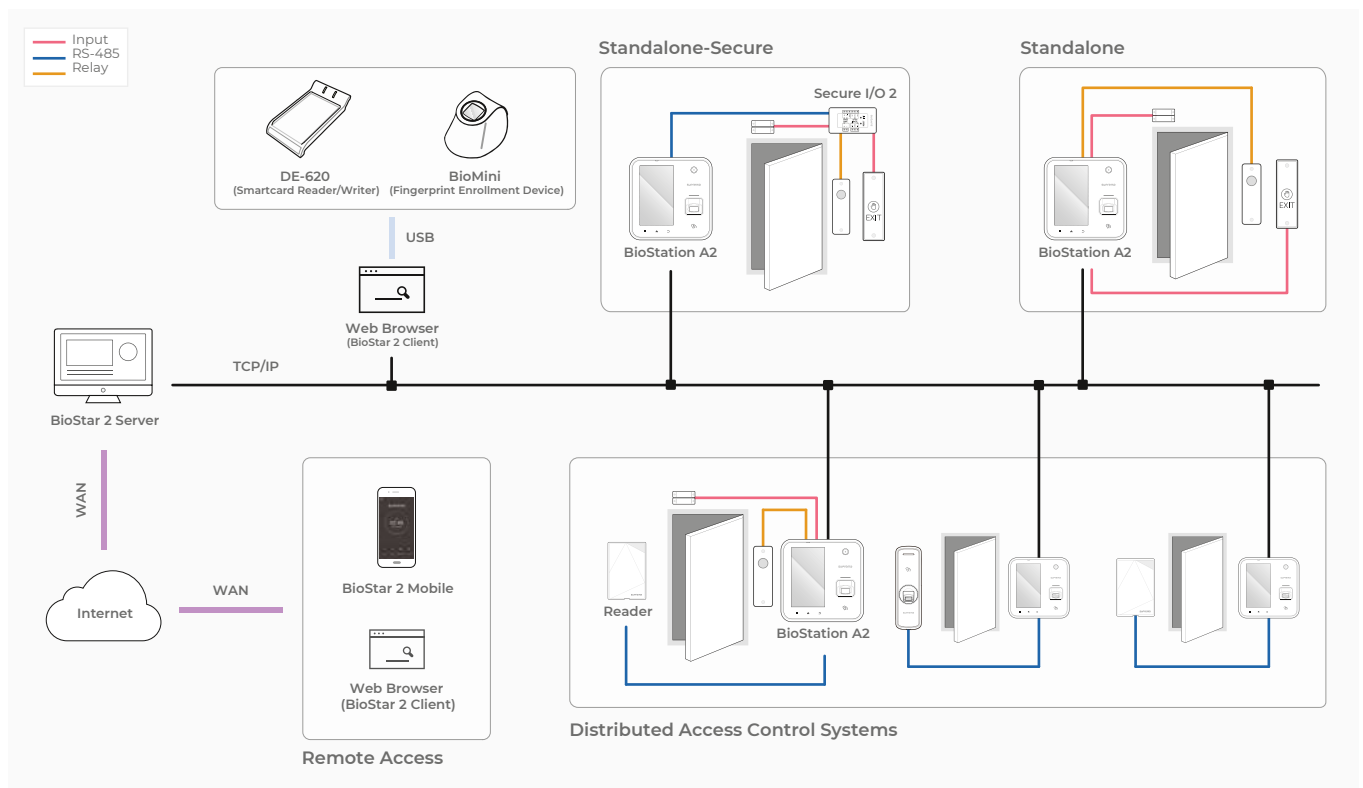 Input
RS-485
Relay
Standalone-Secure
Standalone
Secure I/O 2
DE-620
(Smartcard Reader/Writer)
BioMini
(Fingerprint Enrollment Device)
EXIT
BioStation A2
EXIT
BioStation A2
USB
Web Browser
(BioStar 2 Client)
TCP/IP
BioStar 2 Server
WAN
WAN
Internet
BioStar 2 Mobile
Web Browser
(BioStar 2 Client)
Remote Access
Reader
BioStation A2
Distributed Access Control Systems